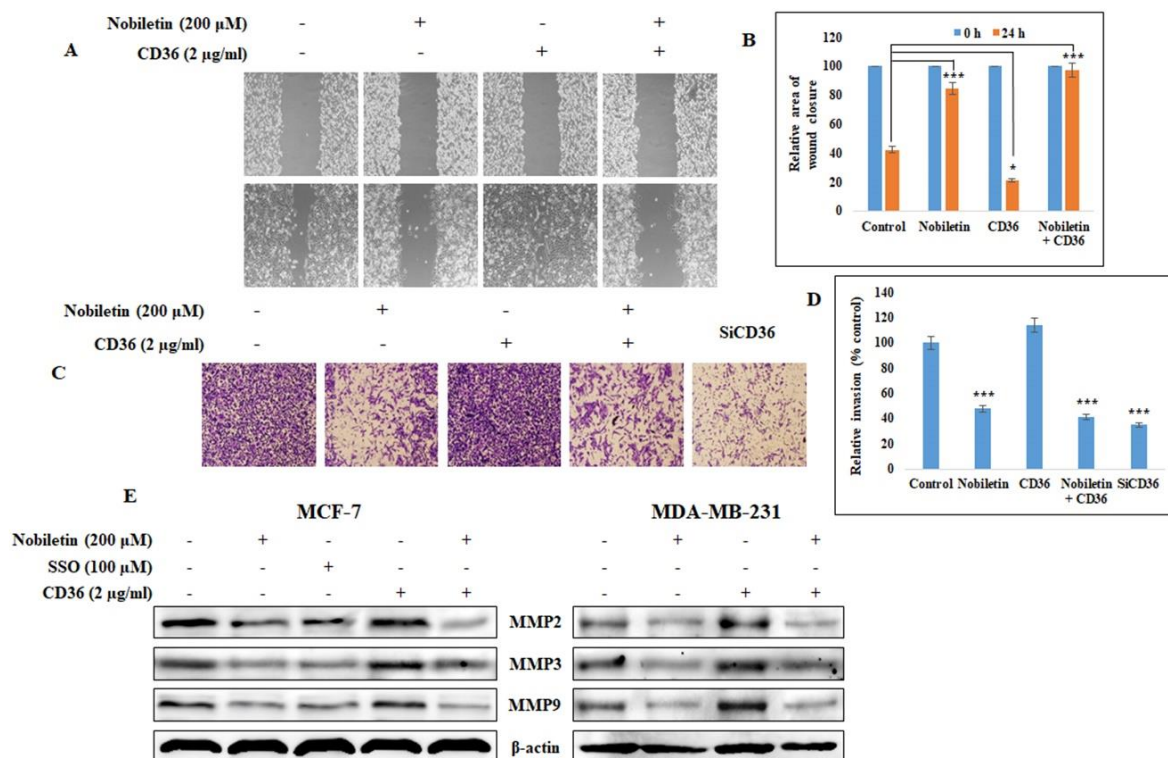 Nobiletin (200 µM) - + - +
A CD36 (2 µg/ml) - - + +
B
0 h 24 h
Relative area of
wound closure
120
100
80
60
40
20
0
***
*
***
Control Nobiletin CD36 Nobiletin
+ CD36
Nobiletin (200 µM) - + - +
CD36 (2 µg/ml) - - + + SiCD36
C
D
Relative invasion (% control)
140
120
100
80
60
40
20
0
***
***
***
Control Nobiletin CD36 Nobiletin SiCD36
+ CD36
E
MCF-7 MDA-MB-231
Nobiletin (200 µM) - + - - + - + - +
SSO (100 µM) - - + - - - - - -
CD36 (2 µg/ml) - - - + + - - + +
MMP2
MMP3
MMP9
β-actin